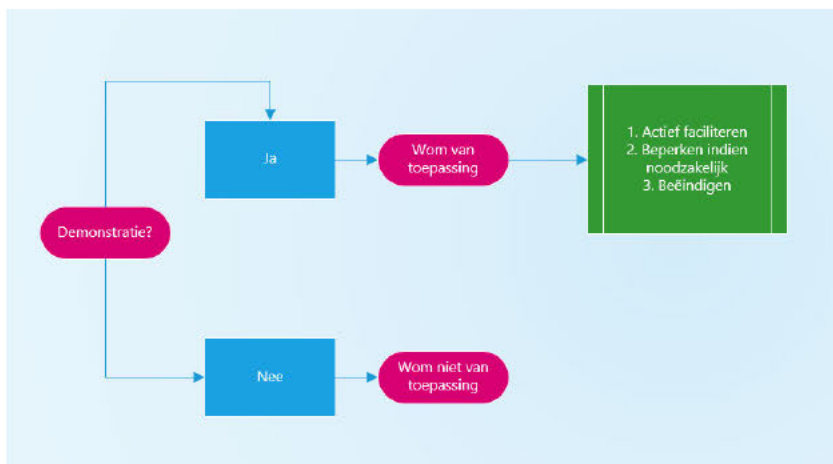 Ja
Wom van
toepassing
1. Actief faciliteren
2. Beperken indien
noodzakelijk
3. Beëindigen
Demonstratie?
Nee
Wom niet van
toepassing